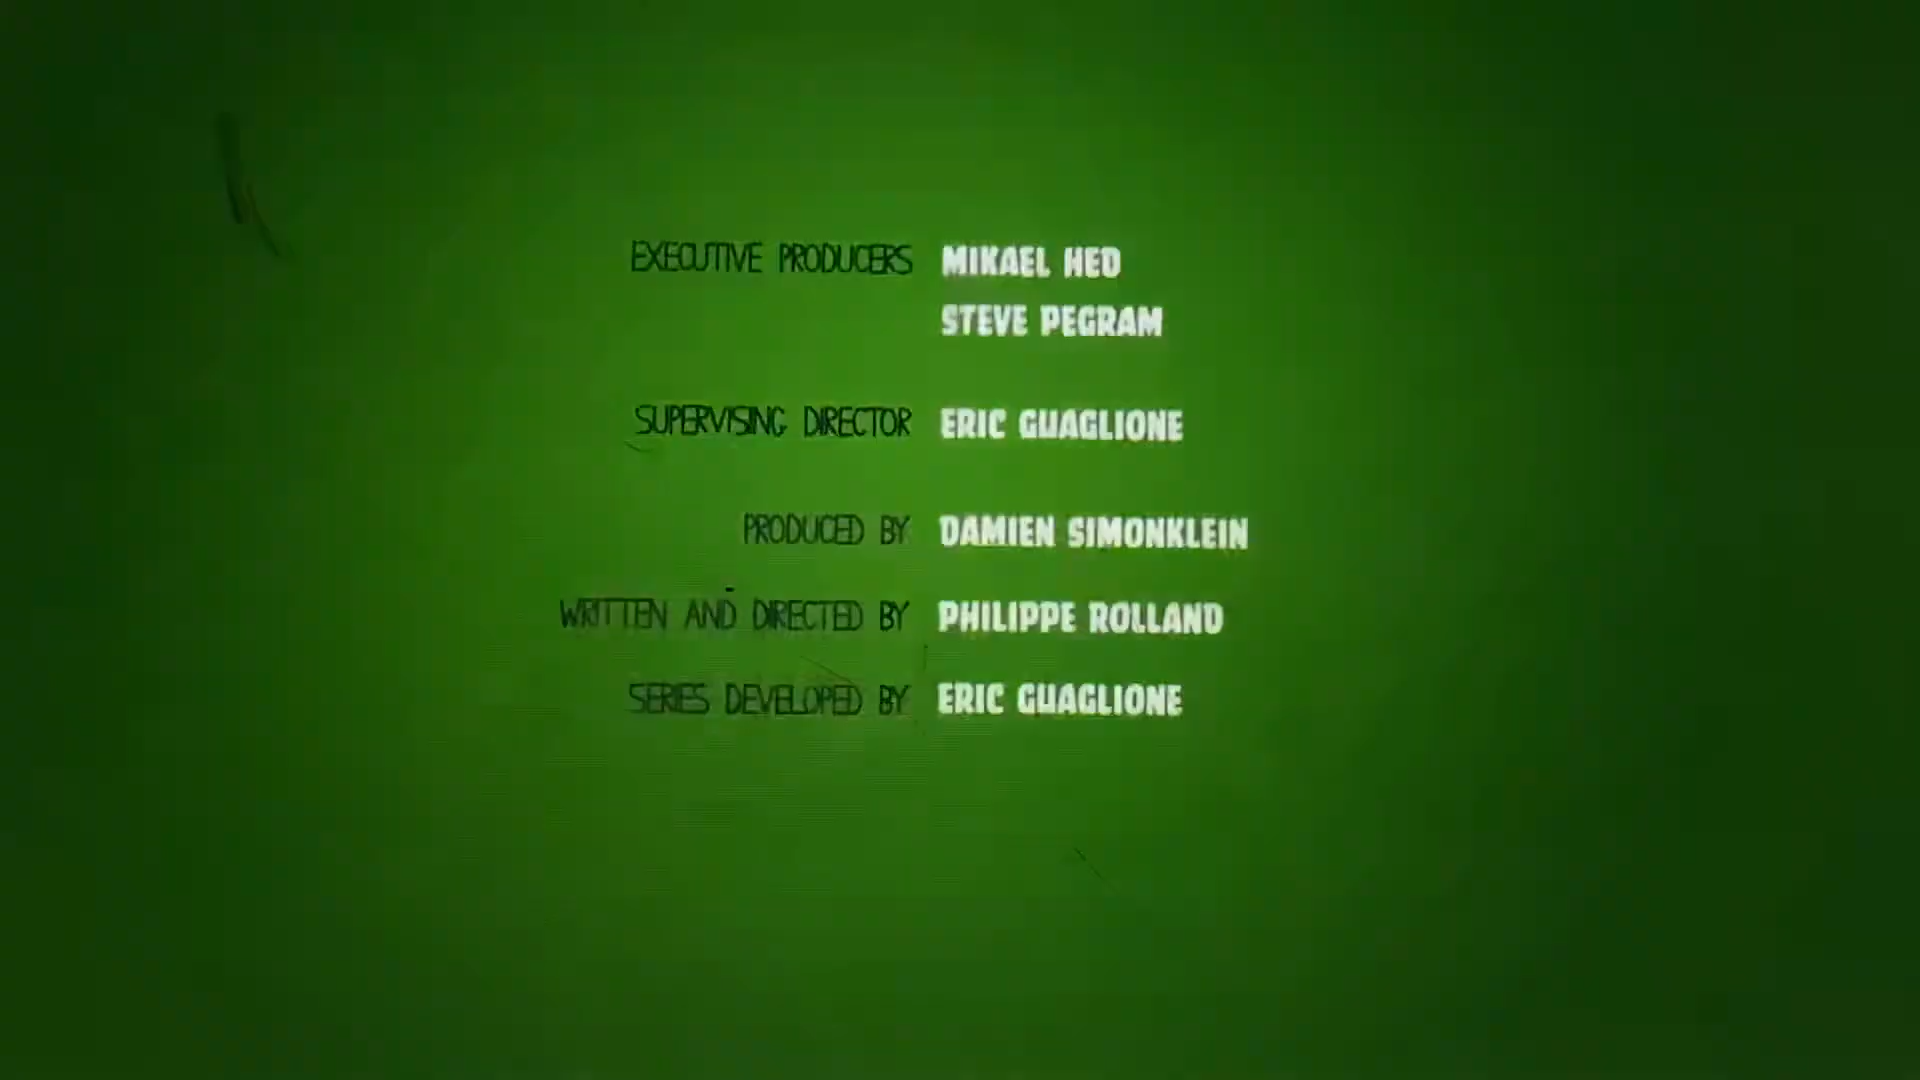 EXECUTIVE PRODUCERS MIKAEL HED
STEVE PEGRAM
SUPERVISING DIRECTOR ERIC GUAGLIONE
PRODUCED BY DAMIEN SIMONKLEIN
WRITTEN AND DIRECTED BY PHILIPPE ROLLAND
SERIES DEVELOPED BY ERIC GUAGLIONE